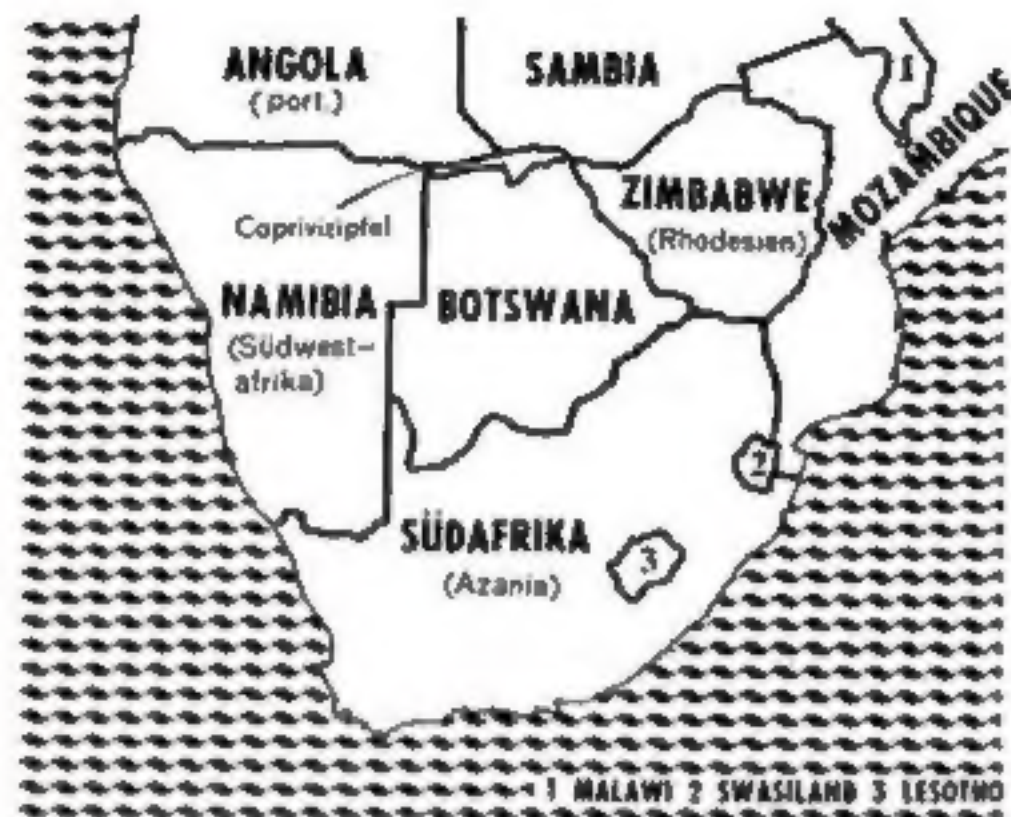 ANGOLA
(port.)
SAMBIA
1
MOZAMBIQUE
Caprivizipfel
ZIMBABWE
(Rhodesien)
NAMIBIA
(Südwest-
afrika)
BOTSWANA
2
SÜDAFRIKA
(Azania)
3
1 MALAWI 2 SWASILAND 3 LESOTHO